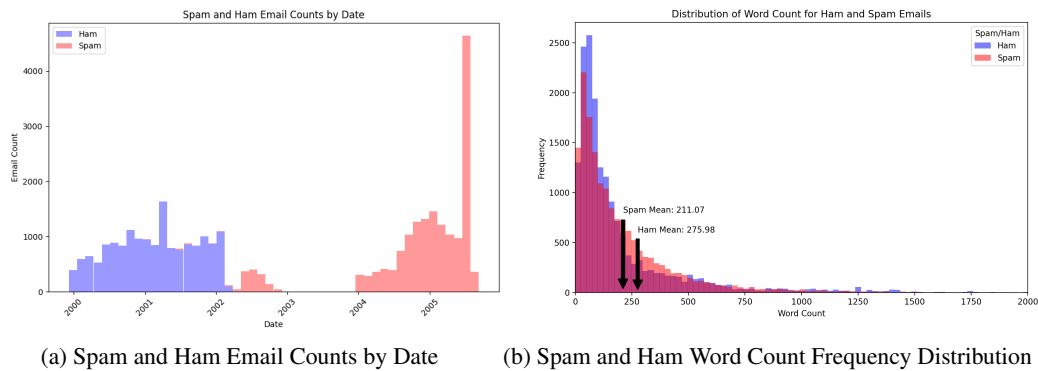 Spam and Ham Email Counts by Date
Ham
Spam
4000
3000
2000
1000
0
Email Count
2000
2001
2002
2003
2004
2005
Date
(a) Spam and Ham Email Counts by Date
Distribution of Word Count for Ham and Spam Emails
Spam/Ham
Ham
Spam
2500
2000
1500
1000
500
0
Frequency
Spam Mean: 211.07
Ham Mean: 275.98
0
250
500
750
1000
1250
1500
1750
2000
Word Count
(b) Spam and Ham Word Count Frequency Distribution